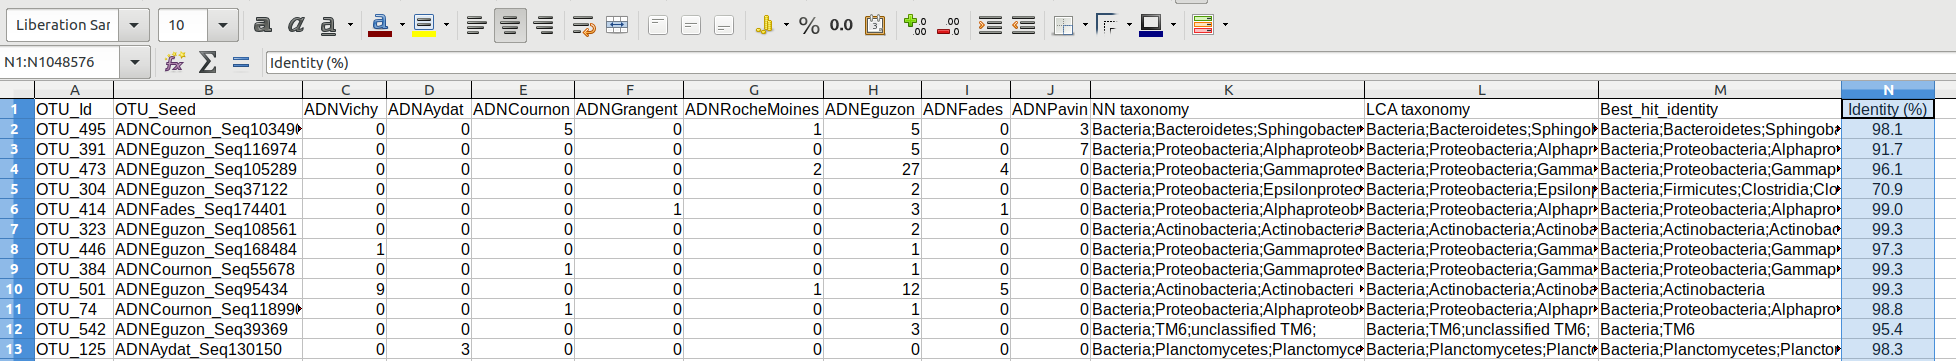 Liberation Sar 10 a a a a % 0.0 3 .00 .00
N1:N1048576 fx Σ = Identity (%)
A B C D E F G H I J K L M N
1 OTU_Id OTU_Seed ADNVichy ADNAydat ADNCournon ADNGrangent ADNRocheMoines ADNEguzon ADNFades ADNPavin NN taxonomy LCA taxonomy Best_hit_identity Identity (%)
2 OTU_495 ADNCournon_Seq10349 0 0 5 0 1 5 0 3 Bacteria;Bacteroidetes;Sphingobacter Bacteria;Bacteroidetes;Sphingol Bacteria;Bacteroidetes;Sphingoba 98.1
3 OTU_391 ADNEguzon_Seq116974 0 0 0 0 0 5 0 7 Bacteria;Proteobacteria;Alphaproteob Bacteria;Proteobacteria;Alphapr Bacteria;Proteobacteria;Alphapro 91.7
4 OTU_473 ADNEguzon_Seq105289 0 0 0 0 2 27 4 0 Bacteria;Proteobacteria;Gammaproteo Bacteria;Proteobacteria;Gamma Bacteria;Proteobacteria;Gammap 96.1
5 OTU_304 ADNEguzon_Seq37122 0 0 0 0 0 2 0 0 Bacteria;Proteobacteria;Epsilonproteo Bacteria;Proteobacteria;Epsilon Bacteria;Firmicutes;Clostridia;Clo 70.9
6 OTU_414 ADNFades_Seq174401 0 0 0 1 0 3 1 0 Bacteria;Proteobacteria;Alphaproteob Bacteria;Proteobacteria;Alphapr Bacteria;Proteobacteria;Alphapro 99.0
7 OTU_323 ADNEguzon_Seq108561 0 0 0 0 0 2 0 0 Bacteria;Actinobacteria;Actinobacteria Bacteria;Actinobacteria;Actinoba Bacteria;Actinobacteria;Actinobac 99.3
8 OTU_446 ADNEguzon_Seq168484 1 0 0 0 0 1 0 0 Bacteria;Proteobacteria;Gammaproteo Bacteria;Proteobacteria;Gamma Bacteria;Proteobacteria;Gammap 97.3
9 OTU_384 ADNCournon_Seq55678 0 0 1 0 0 1 0 0 Bacteria;Proteobacteria;Gammaproteo Bacteria;Proteobacteria;Gamma Bacteria;Proteobacteria;Gammap 99.3
10 OTU_501 ADNEguzon_Seq95434 9 0 0 0 1 12 5 0 Bacteria;Actinobacteria;Actinobacteri Bacteria;Actinobacteria;Actinoba Bacteria;Actinobacteria 99.3
11 OTU_74 ADNCournon_Seq11899 0 0 1 0 0 1 0 0 Bacteria;Proteobacteria;Alphaproteob Bacteria;Proteobacteria;Alphapr Bacteria;Proteobacteria;Alphapro 98.8
12 OTU_542 ADNEguzon_Seq39369 0 0 0 0 0 3 0 0 Bacteria;TM6;unclassified TM6; Bacteria;TM6;unclassified TM6; Bacteria;TM6 95.4
13 OTU_125 ADNAydat_Seq130150 0 3 0 0 0 0 0 0 Bacteria;Planctomycetes;Planctomyce Bacteria;Planctomycetes;Planct Bacteria;Planctomycetes;Planctor 98.3